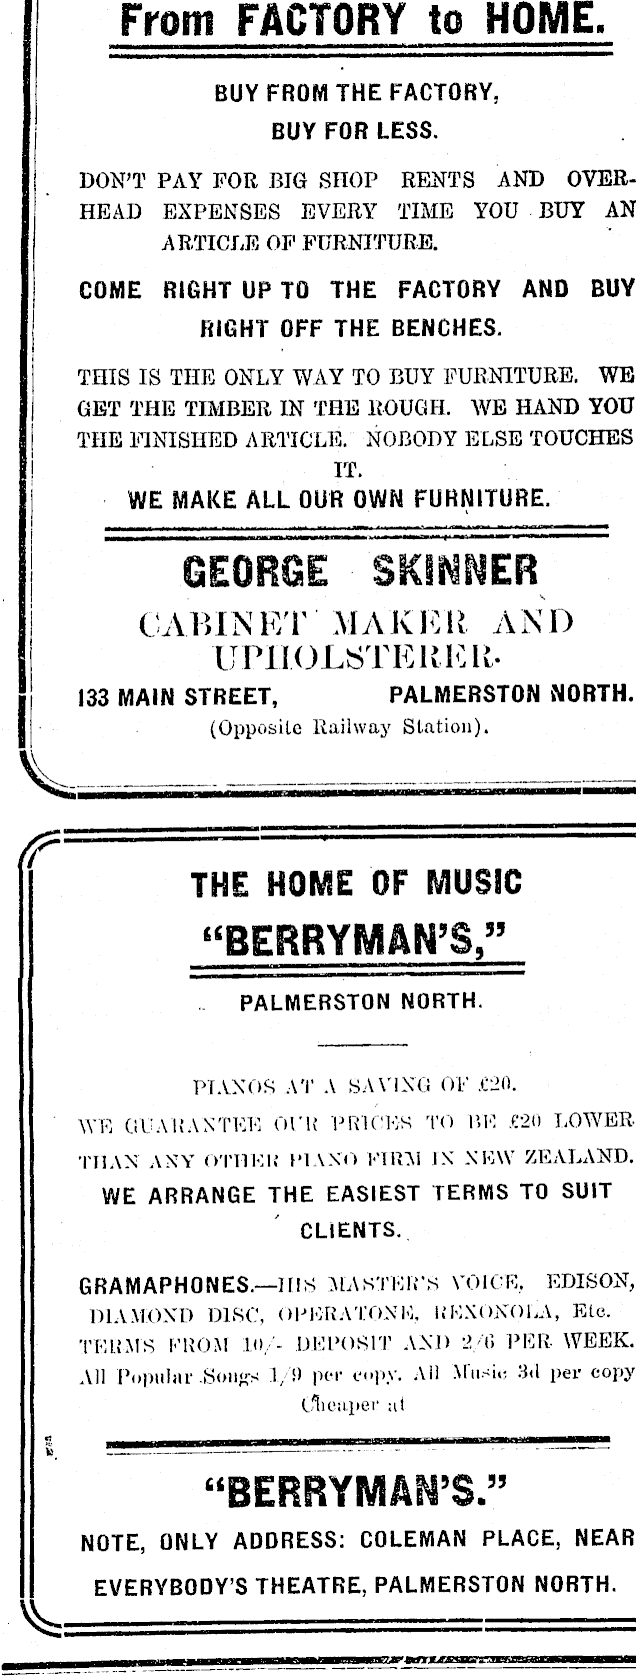 From FACTORY to HOME.
BUY FROM THE FACTORY,
BUY FOR LESS.
DON'T PAY FOR BIG SHOP RENTS AND OVER-
HEAD EXPENSES EVERY TIME YOU BUY AN
ARTICLE OF FURNITURE.
COME RIGHT UP TO THE FACTORY AND BUY
RIGHT OFF THE BENCHES.
THIS IS THE ONLY WAY TO BUY FURNITURE. WE
GET THE TIMBER IN THE ROUGH. WE HAND YOU
THE FINISHED ARTICLE. NOBODY ELSE TOUCHES
IT.
WE MAKE ALL OUR OWN FURNITURE.
GEORGE SKINNER
CABINET MAKER AND
UPHOLSTERER.
133 MAIN STREET, PALMERSTON NORTH.
(Opposite Railway Station).
THE HOME OF MUSIC
"BERRYMAN'S,"
PALMERSTON NORTH.
PIANOS AT A SAVING OF £20.
WE GUARANTEE OUR PRICES TO BE £20 LOWER
THAN ANY OTHER PIANO FIRM IN NEW ZEALAND.
WE ARRANGE THE EASIEST TERMS TO SUIT
CLIENTS.
GRAMAPHONES.—HIS MASTER'S VOICE, EDISON,
DIAMOND DISC, OPERATONE, REXONOLA, Etc.
TERMS FROM 10/- DEPOSIT AND 2/6 PER WEEK.
All Popular Songs 1/9 per copy. All Music 3d per copy
Cheaper at
"BERRYMAN'S."
NOTE, ONLY ADDRESS: COLEMAN PLACE, NEAR
EVERYBODY'S THEATRE, PALMERSTON NORTH.